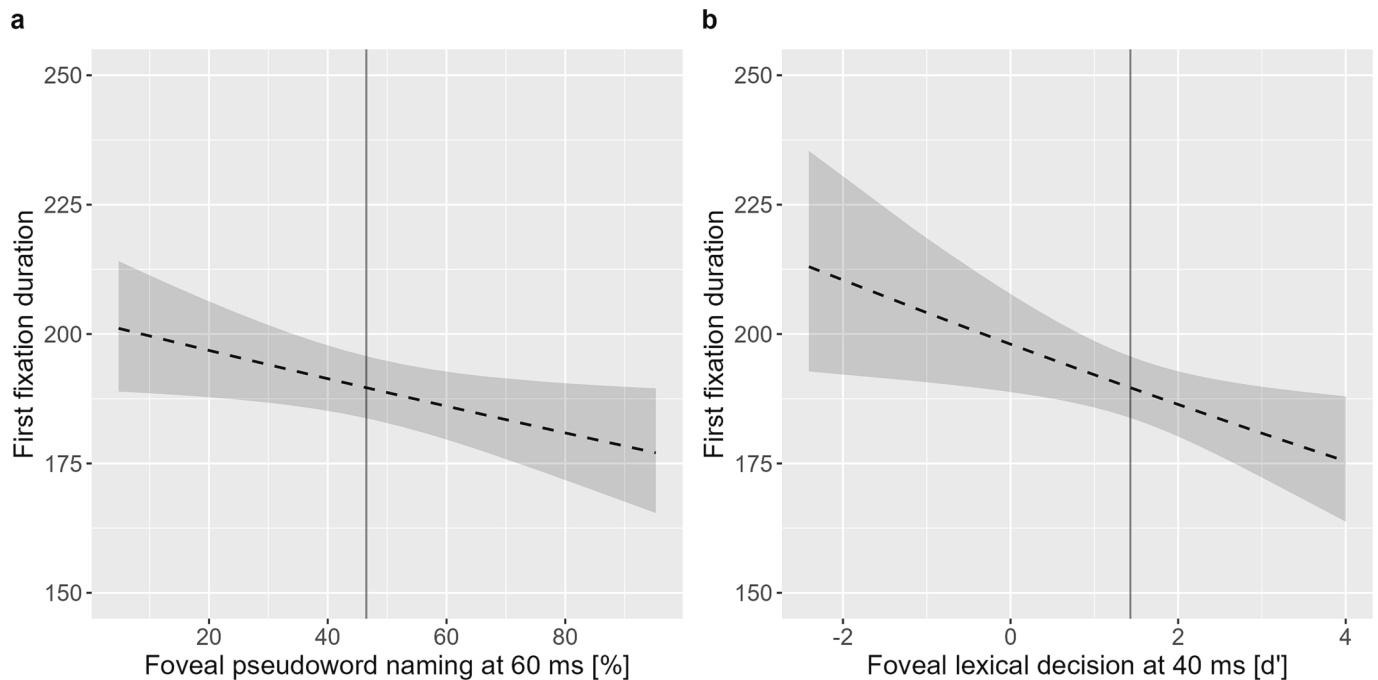 a
250
225
200
175
150
First fixation duration
20 40 60 80
Foveal pseudoword naming at 60 ms [%]
b
250
225
200
175
150
First fixation duration
-2 0 2 4
Foveal lexical decision at 40 ms [d']